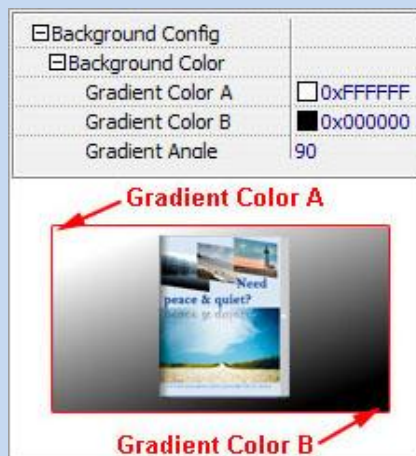 Background Config
Background Color
Gradient Color A 0xFFFFFF
Gradient Color B 0x000000
Gradient Angle 90
Gradient Color A
Need
peace & quiet?
Gradient Color B